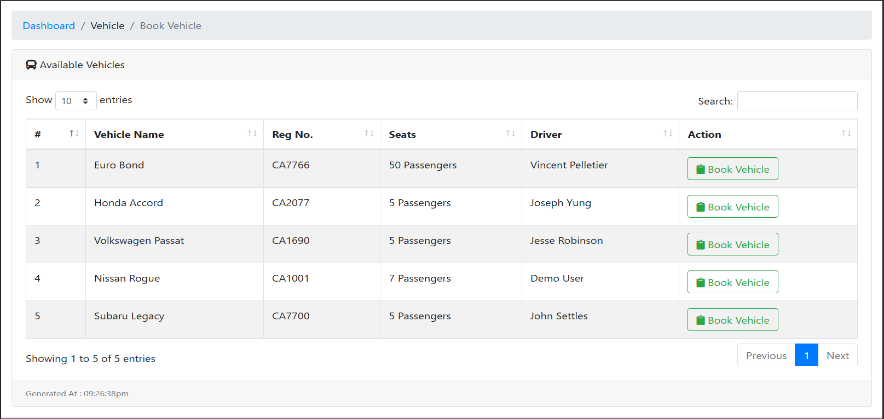 Dashboard / Vehicle / Book Vehicle
Available Vehicles
Show 10 entries Search:
# Vehicle Name Reg No. Seats Driver Action
1 Euro Bond CA7766 50 Passengers Vincent Pelletier Book Vehicle
2 Honda Accord CA2077 5 Passengers Joseph Yung Book Vehicle
3 Volkswagen Passat CA1690 5 Passengers Jesse Robinson Book Vehicle
4 Nissan Rogue CA1001 7 Passengers Demo User Book Vehicle
5 Subaru Legacy CA7700 5 Passengers John Settles Book Vehicle
Showing 1 to 5 of 5 entries Previous 1 Next
Generated At : 09:26:38pm